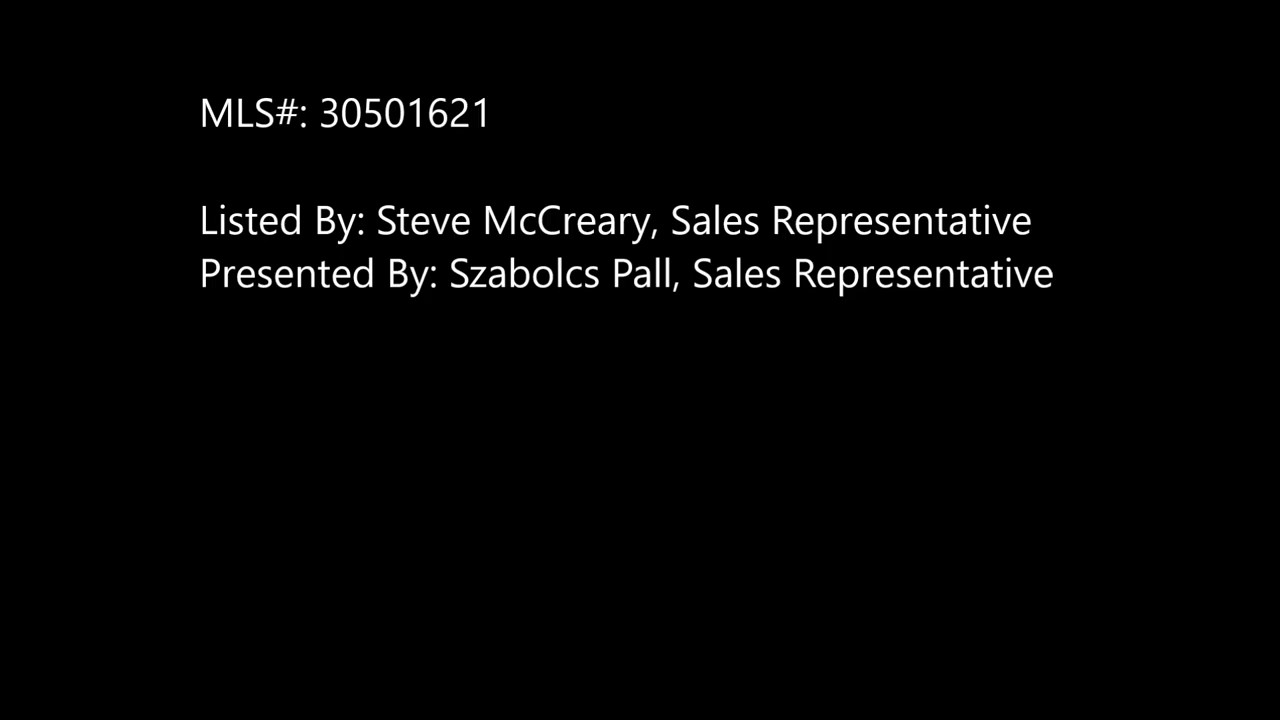 MLS#: 30501621
Listed By: Steve McCreary, Sales Representative
Presented By: Szabolcs Pall, Sales Representative